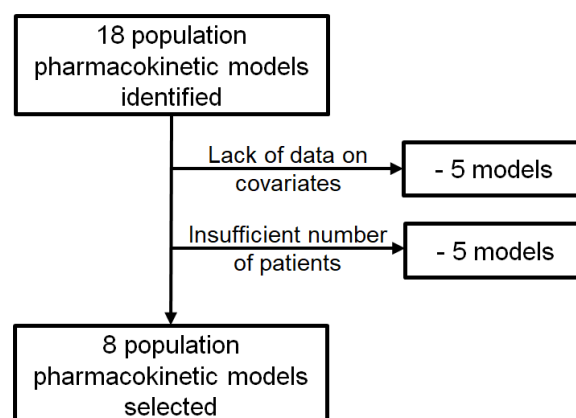 18 population
pharmacokinetic models
identified
Lack of data on
covariates
- 5 models
Insufficient number
of patients
- 5 models
8 population
pharmacokinetic models
selected